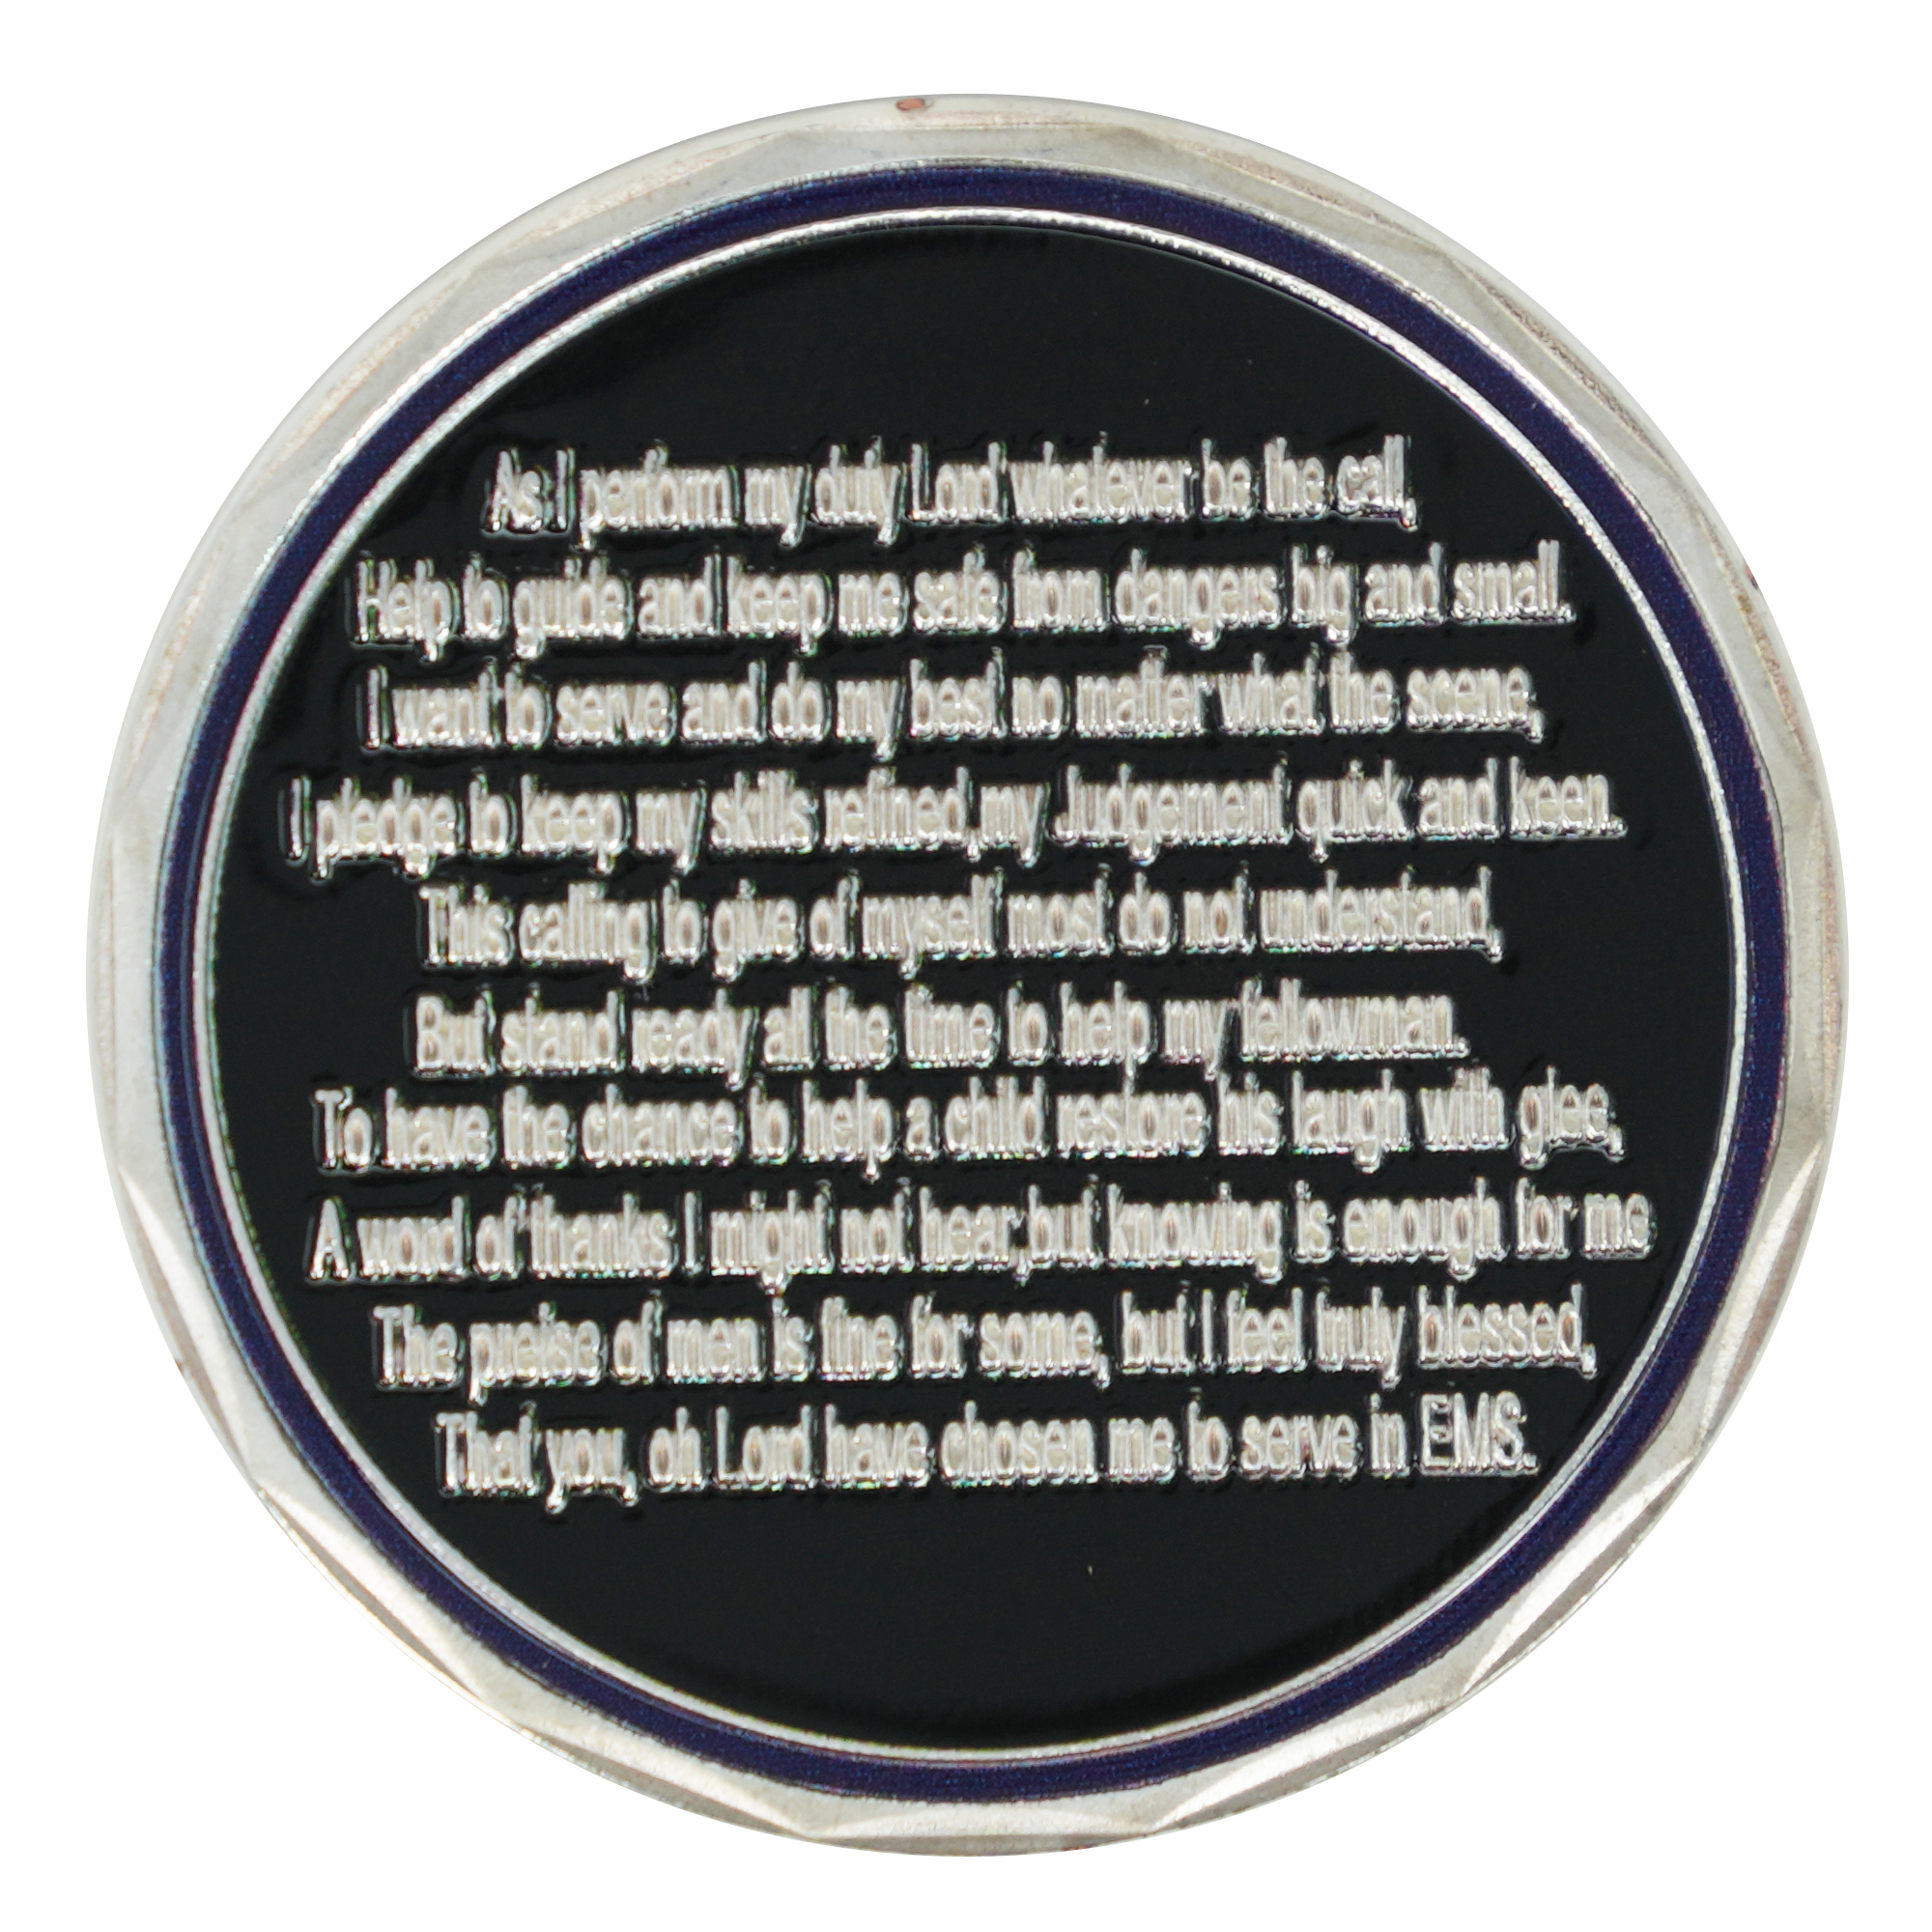 As I perform my duty Lord whatever be the call,
Help to guide and keep me safe from dangers big and small.
I want to serve and do my best no matter what the scene,
I pledge to keep my skills refined,my Judgement quick and keen.
This calling to give of myself most do not understand,
But stand ready all the time to help my fellowman.
To have the chance to help a child restore his laugh with glee,
A word of thanks I might not hear,but knowing is enough for me
The preise of men is fine for some, but I feel truly blessed,
That you, oh Lord have chosen me to serve in EMS.